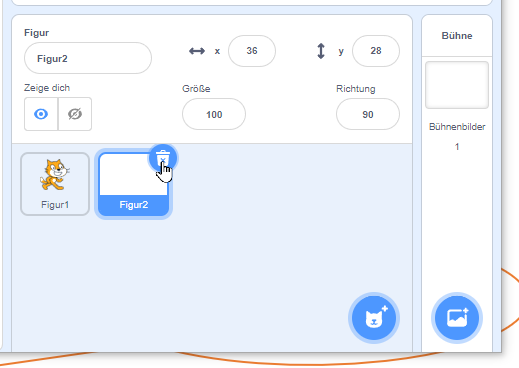 Figur
Figur2
x
36
y
28
Zeige dich
Größe
100
Richtung
90
Figur1
Figur2
Bühne
Bühnenbilder
1